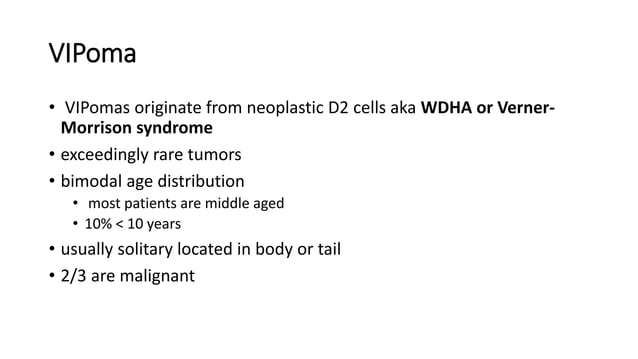 VIPoma
• VIPomas originate from neoplastic D2 cells aka WDHA or Verner-
Morrison syndrome
• exceedingly rare tumors
• bimodal age distribution
• most patients are middle aged
• 10% < 10 years
• usually solitary located in body or tail
• 2/3 are malignant